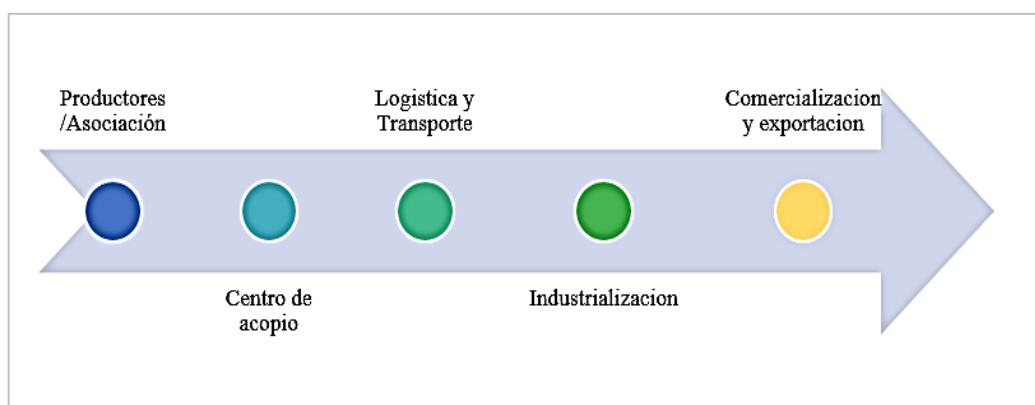 Productores
/Asociación
Centro de
acopio
Logistica y
Transporte
Industrializacion
Comercializacion
y exportacion